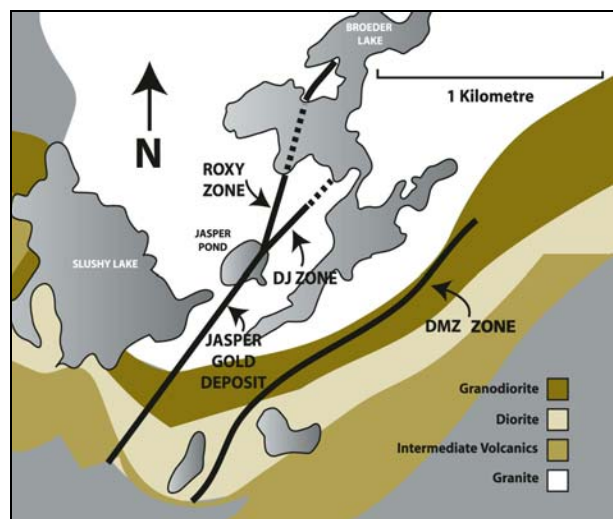 BROEDER
LAKE
1 Kilometre
N
ROXY
ZONE
JASPER
POND
SLUSHY LAKE
DJ ZONE
DMZ ZONE
JASPER
GOLD
DEPOSIT
Granodiorite
Diorite
Intermediate Volcanics
Granite